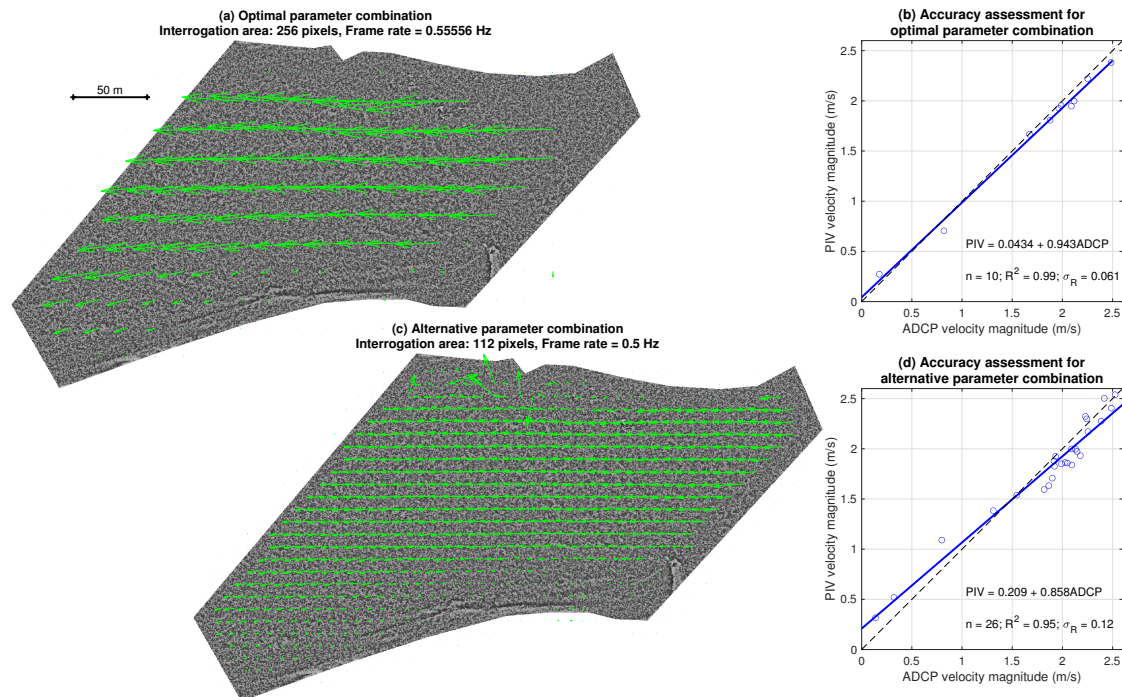 (a) Optimal parameter combination
Interrogation area: 256 pixels, Frame rate = 0.55556 Hz
50 m
(b) Accuracy assessment for
optimal parameter combination
PIV velocity magnitude (m/s)
2.5
2
1.5
1
0.5
0
PIV = 0.0434 + 0.943ADCP
n = 10; R² = 0.99; σ_R = 0.061
0 0.5 1 1.5 2 2.5
ADCP velocity magnitude (m/s)
(c) Alternative parameter combination
Interrogation area: 112 pixels, Frame rate = 0.5 Hz
(d) Accuracy assessment for
alternative parameter combination
PIV velocity magnitude (m/s)
2.5
2
1.5
1
0.5
0
PIV = 0.209 + 0.858ADCP
n = 26; R² = 0.95; σ_R = 0.12
0 0.5 1 1.5 2 2.5
ADCP velocity magnitude (m/s)